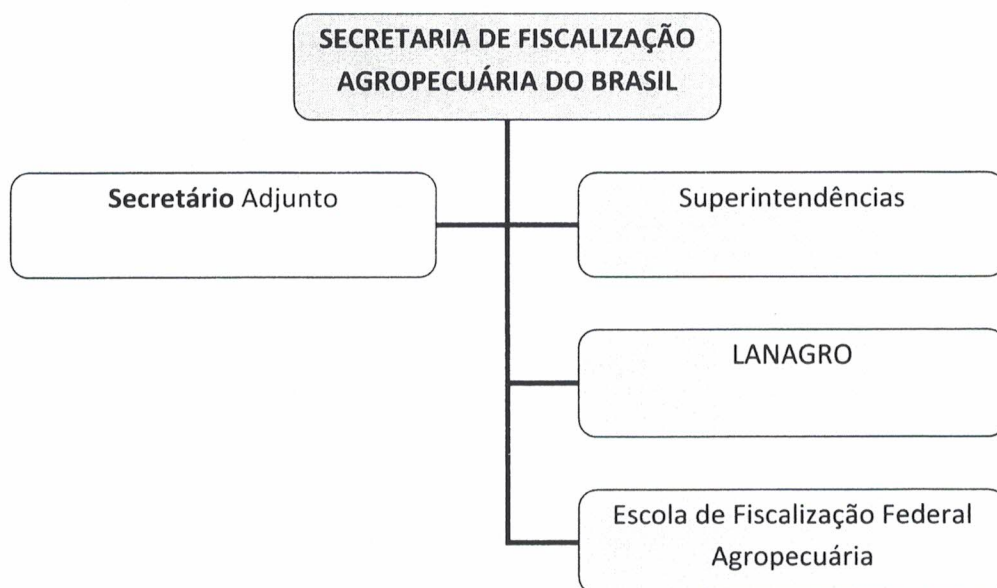 SECRETARIA DE FISCALIZAÇÃO
AGROPECUÁRIA DO BRASIL
Secretário Adjunto
Superintendências
LANAGRO
Escola de Fiscalização Federal
Agropecuária